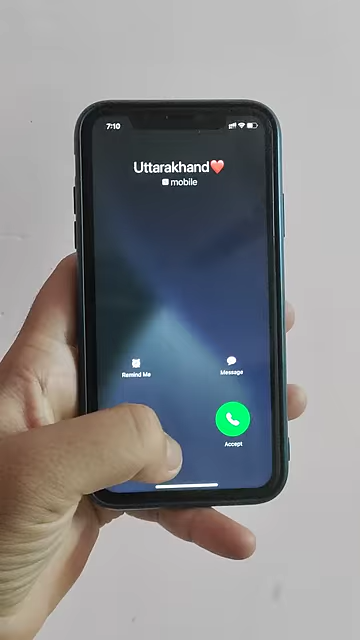 7:10
Uttarakhand❤️
mobile
Remind Me
Message
Accept